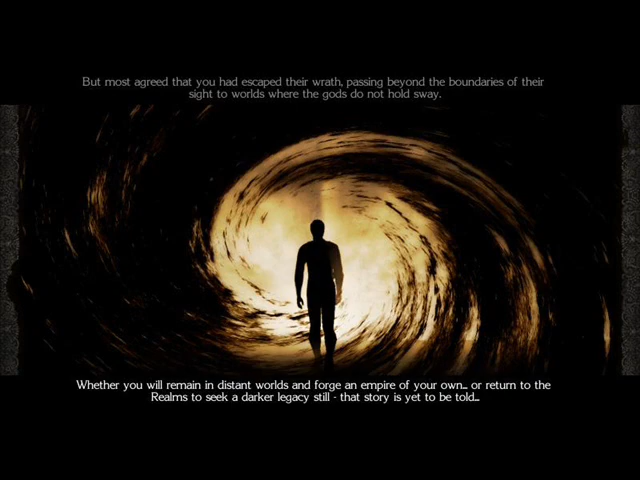 But most agreed that you had escaped their wrath, passing beyond the boundaries of their
sight to worlds where the gods do not hold sway.
Whether you will remain in distant worlds and forge an empire of your own... or return to the
Realms to seek a darker legacy still - that story is yet to be told...